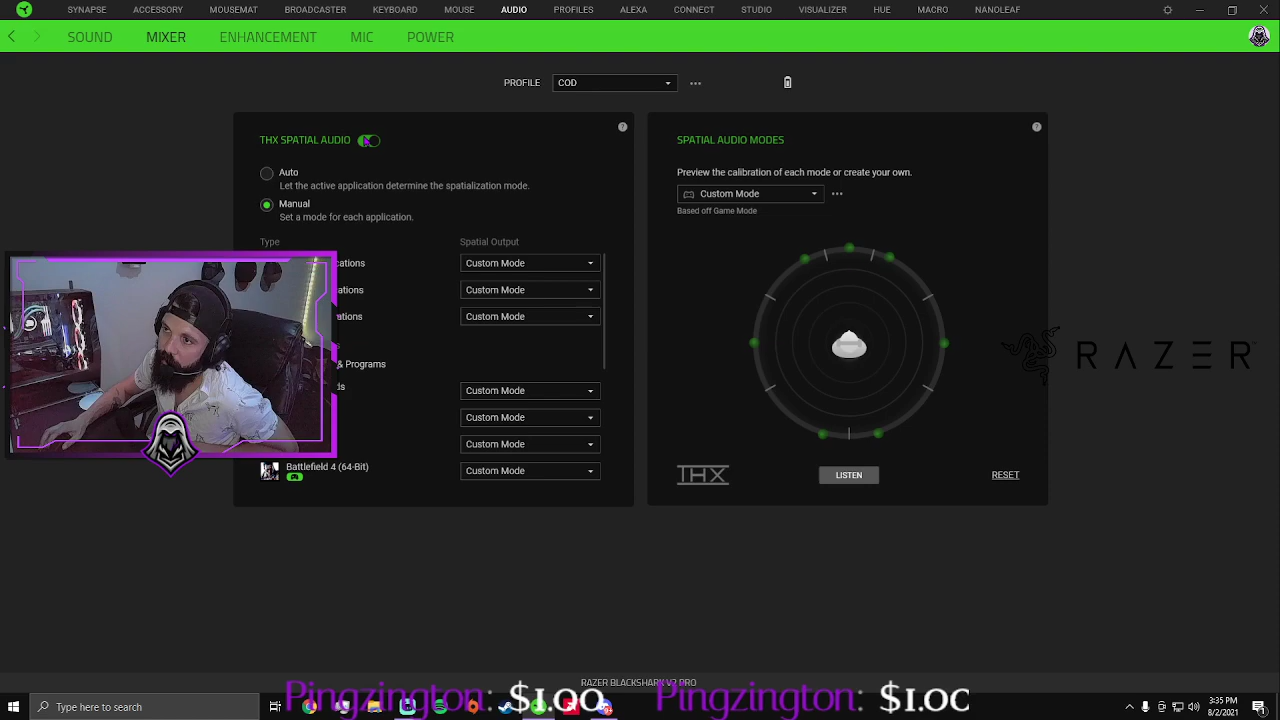 SYNAPSE ACCESSORY MOUSEMAT BROADCASTER KEYBOARD MOUSE AUDIO PROFILES ALEXA CONNECT STUDIO VISUALIZER HUE MACRO NANOLEAF
SOUND MIXER ENHANCEMENT MIC POWER
PROFILE COD
THX SPATIAL AUDIO
Auto
Let the active application determine the spatialization mode.
Manual
Set a mode for each application.
Type Spatial Output
cations Custom Mode
ations Custom Mode
ations Custom Mode
& Programs
ds Custom Mode
Custom Mode
Custom Mode
Battlefield 4 (64-Bit) Custom Mode
SPATIAL AUDIO MODES
Preview the calibration of each mode or create your own.
Custom Mode
Based off Game Mode
THX LISTEN RESET
RAZER
RAZER BLACKSHARK V2 PRO
Pingzington: $1.00 Pingzington: $1.00
Type here to search
3:35 PM
8/2/2021